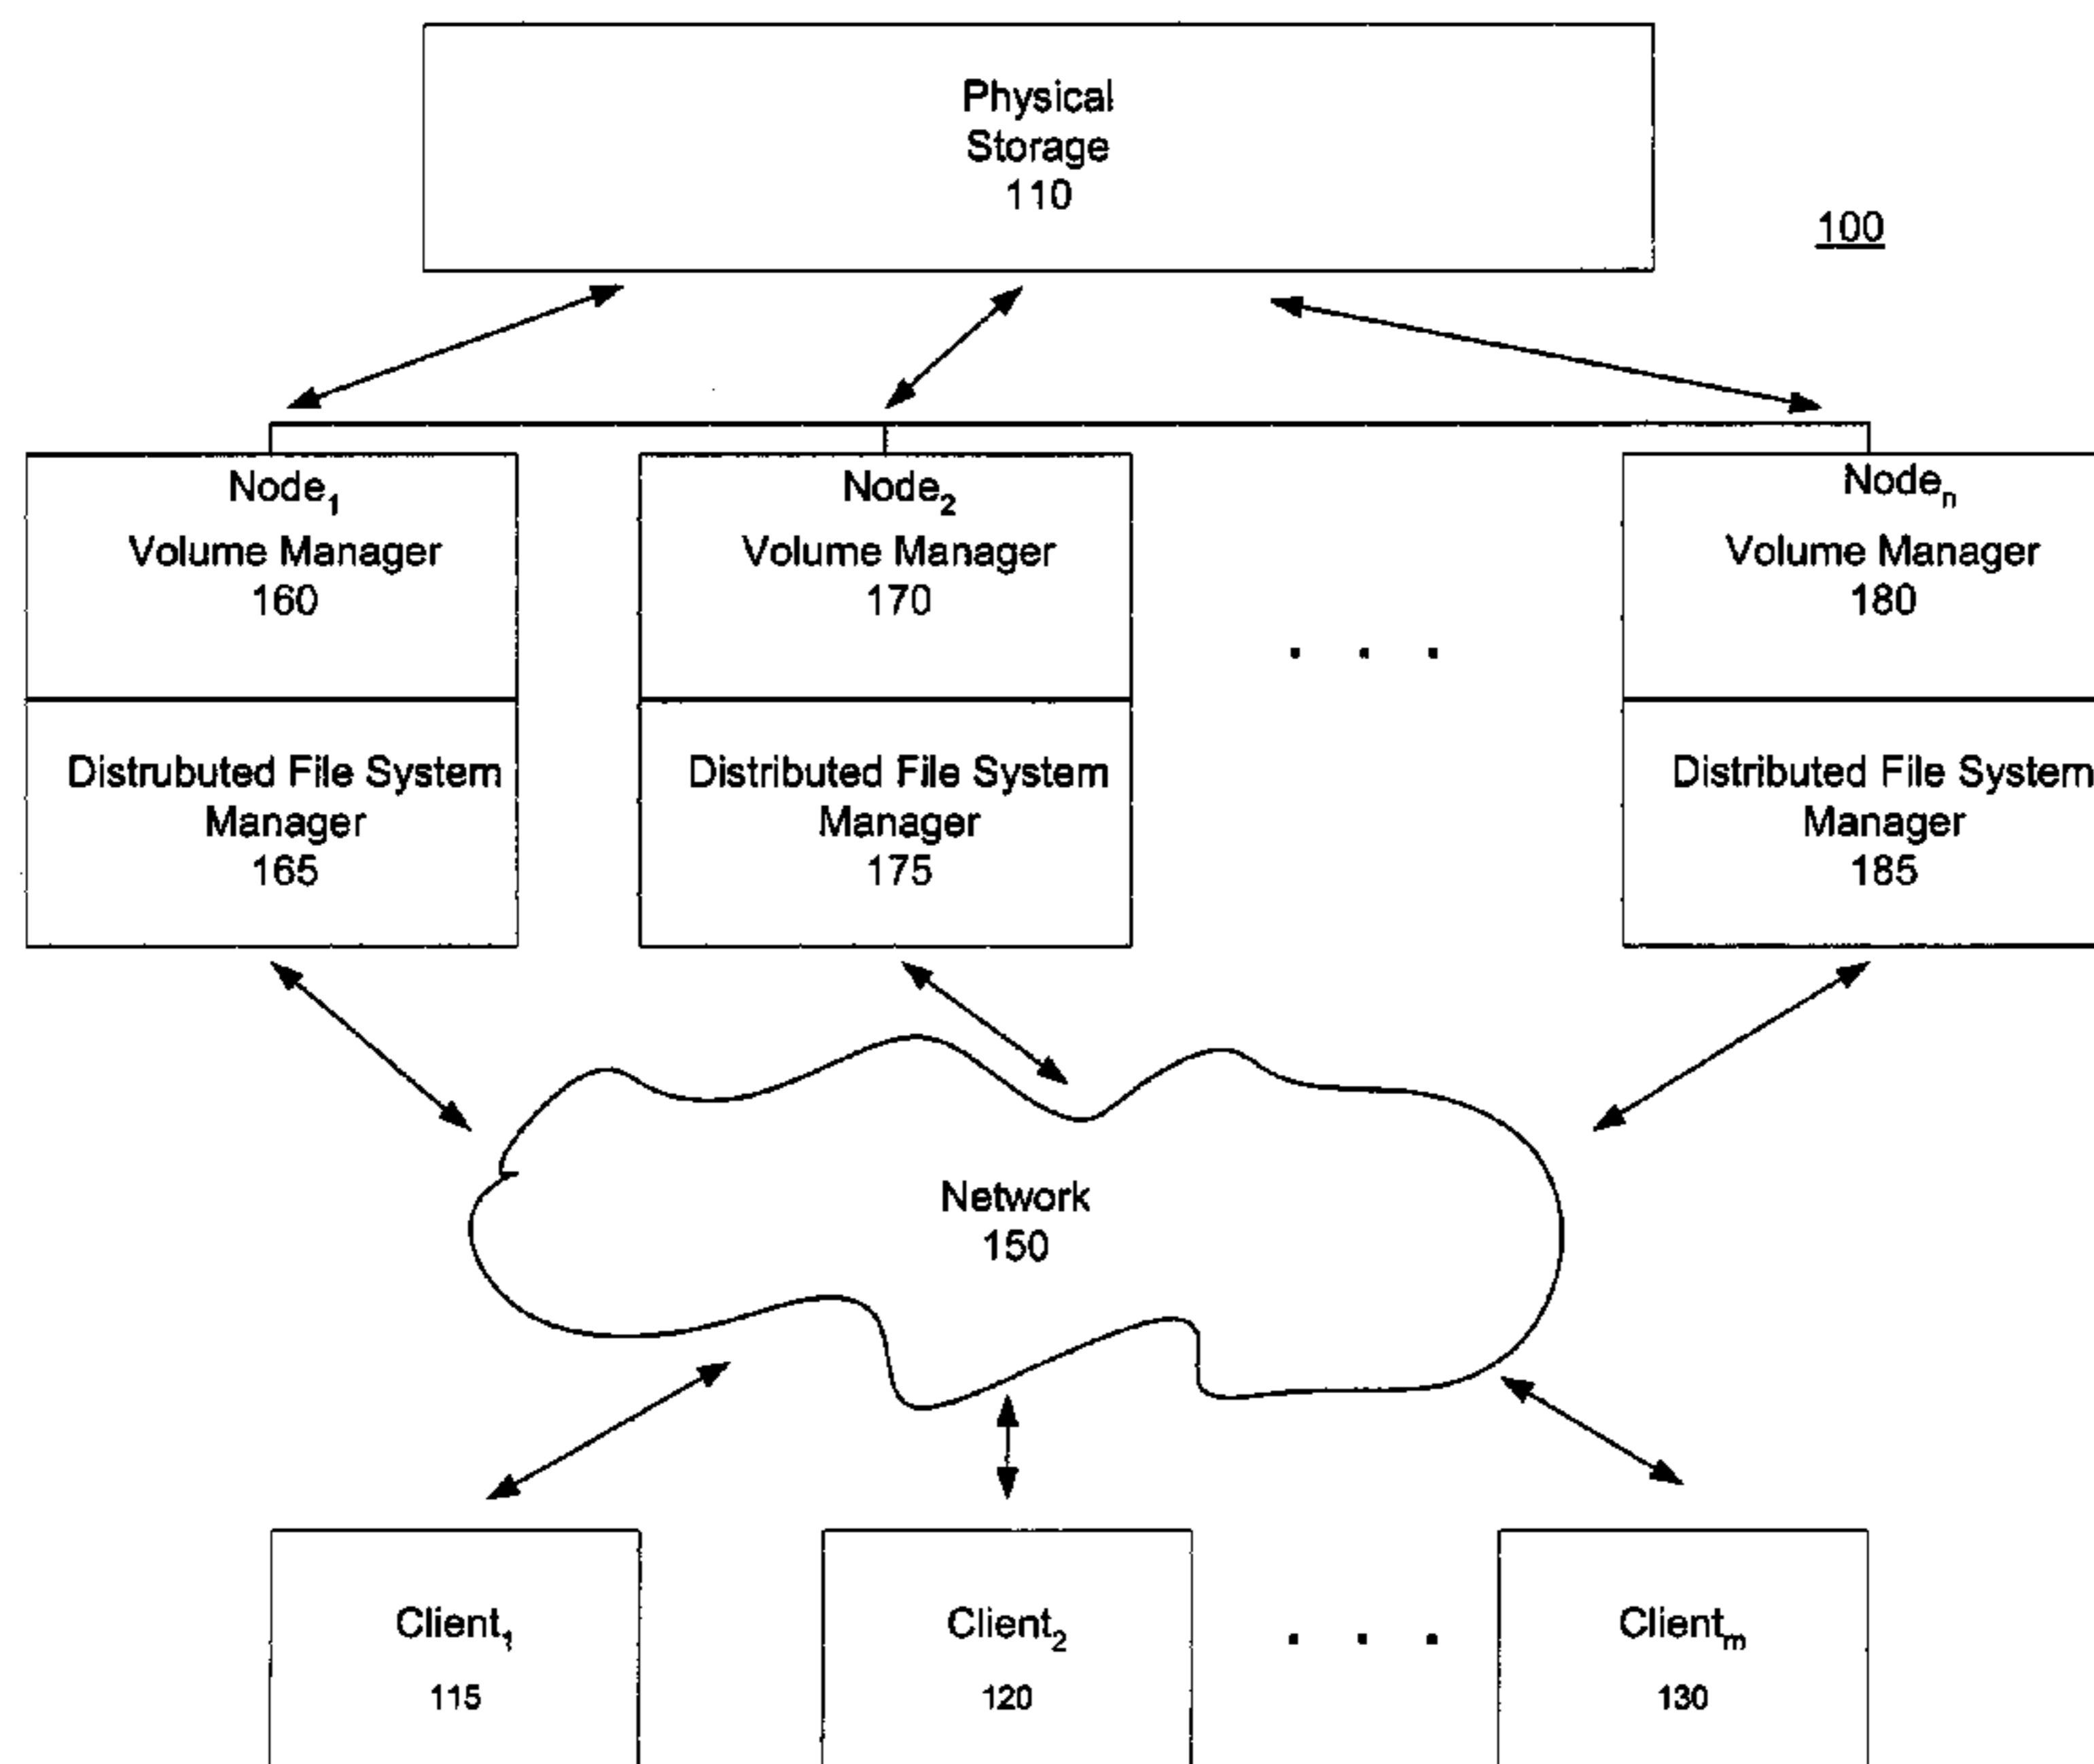 Physical
Storage
110
100
Node1
Volume Manager
160
Node2
Volume Manager
170
Noden
Volume Manager
180
. . .
Distrubuted File System
Manager
165
Distributed File System
Manager
175
Distributed File System
Manager
185
Network
150
Client1
115
Client2
120
. . .
Clientm
130